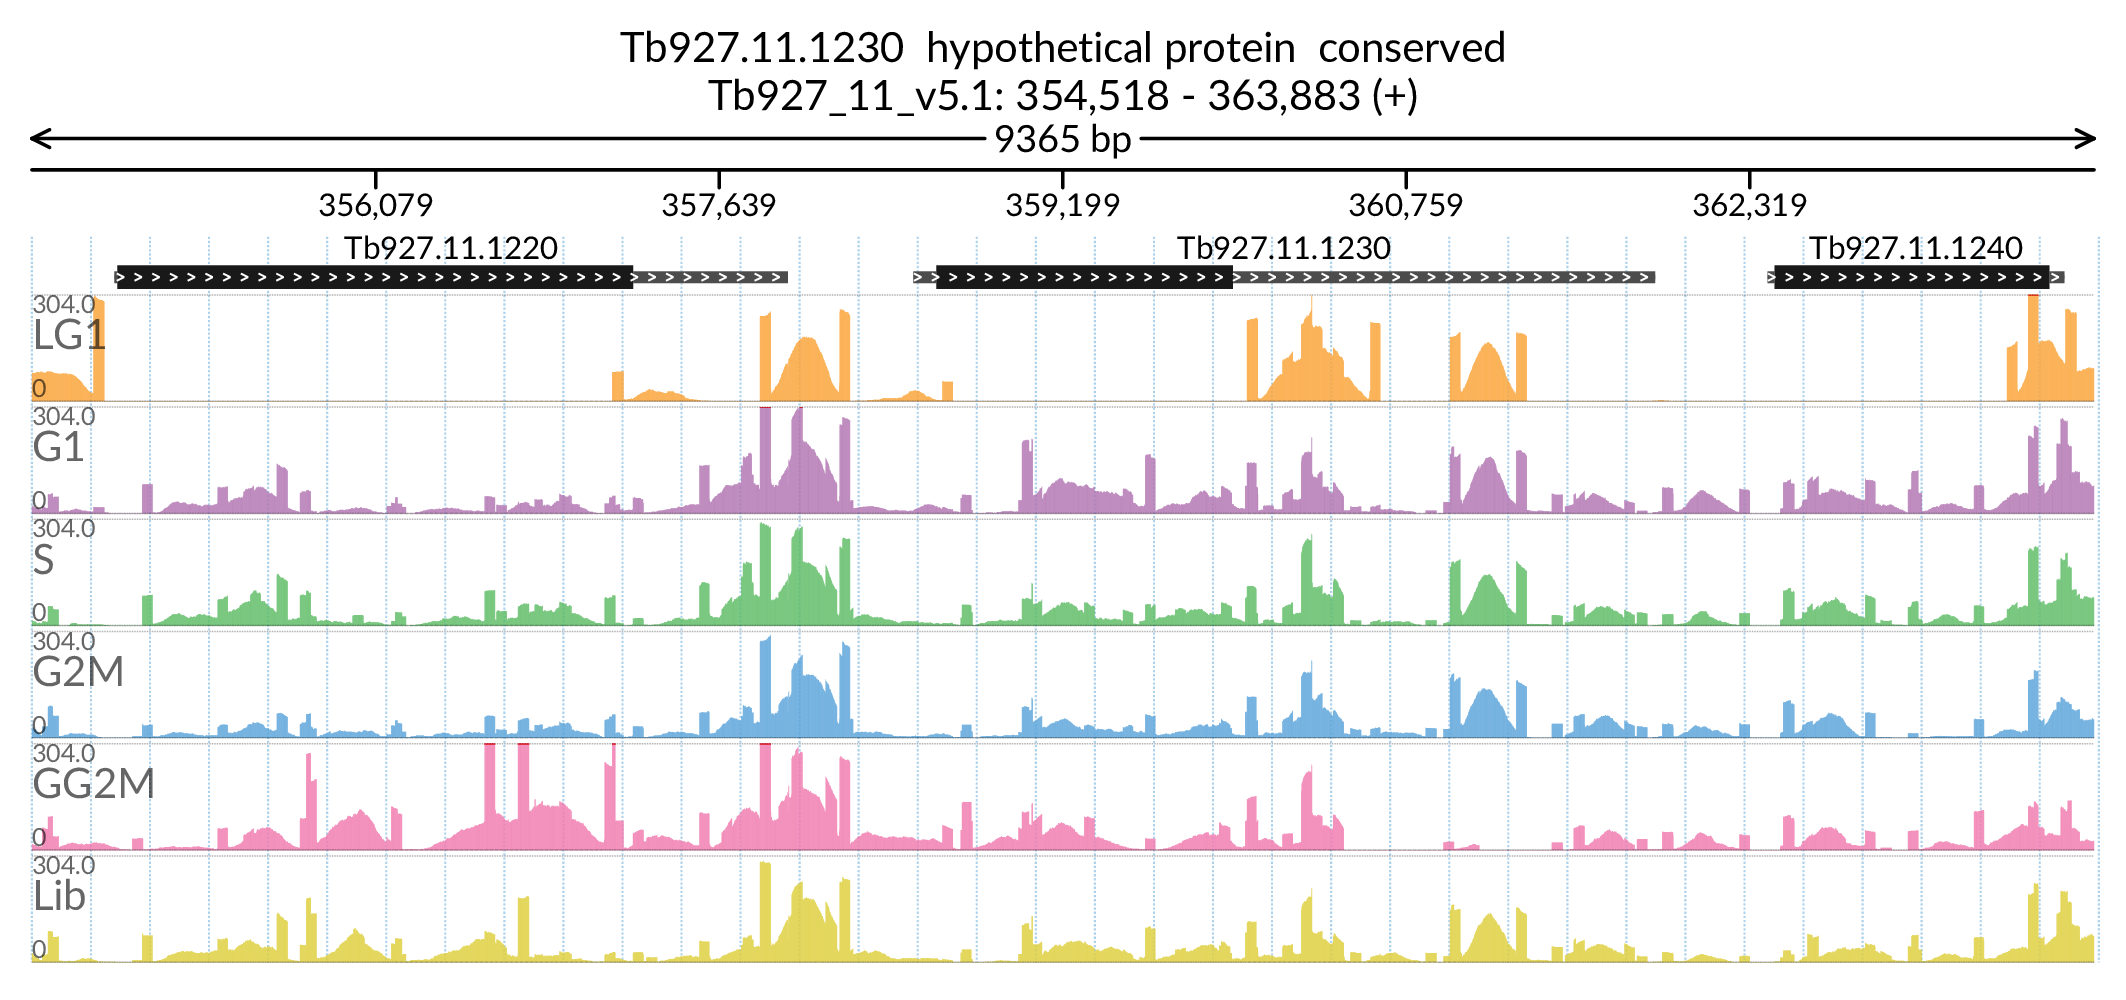 Tb927.11.1230  hypothetical protein  conserved
Tb927_11_v5.1: 354,518 - 363,883 (+)
9365 bp
356,079 357,639 359,199 360,759 362,319
Tb927.11.1220 Tb927.11.1230 Tb927.11.1240
304.0
LG1
0
304.0
G1
0
304.0
S
0
304.0
G2M
0
304.0
GG2M
0
304.0
Lib
0